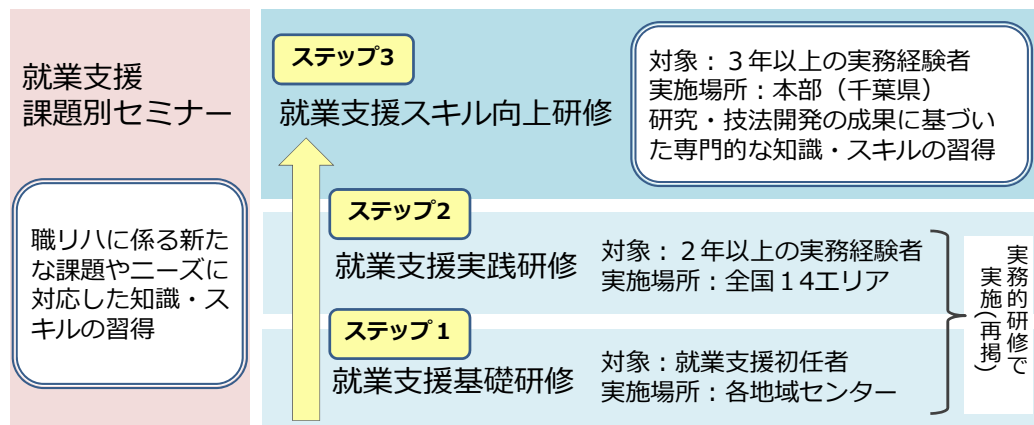 就業支援
課題別セミナー
職リハに係る新た
な課題やニーズに
対応した知識・ス
キルの習得
ステップ3
就業支援スキル向上研修
対象：３年以上の実務経験者
実施場所：本部（千葉県）
研究・技法開発の成果に基づい
た専門的な知識・スキルの習得
ステップ2
就業支援実践研修
対象：２年以上の実務経験者
実施場所：全国１４エリア
ステップ１
就業支援基礎研修
対象：就業支援初任者
実施場所：各地域センター
実務的研修で
実施(再掲)